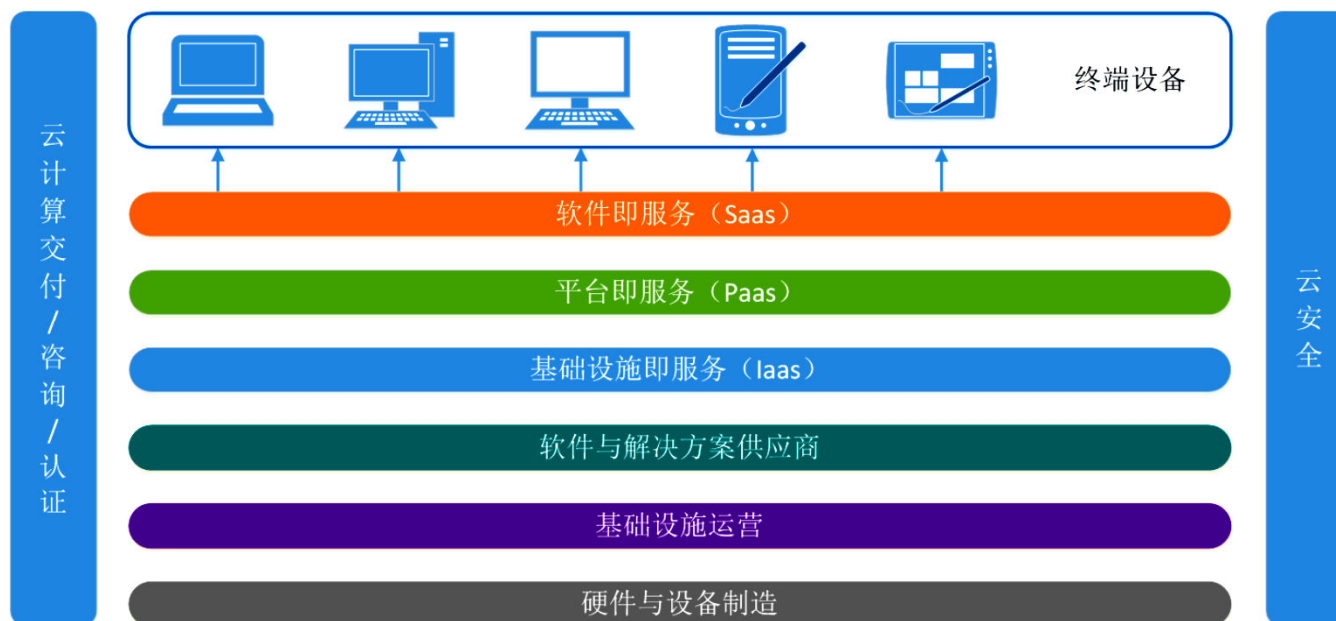 云计算交付/咨询/认证
终端设备
软件即服务（Saas）
平台即服务（Paas）
基础设施即服务（Iaas）
软件与解决方案供应商
基础设施运营
硬件与设备制造
云安全